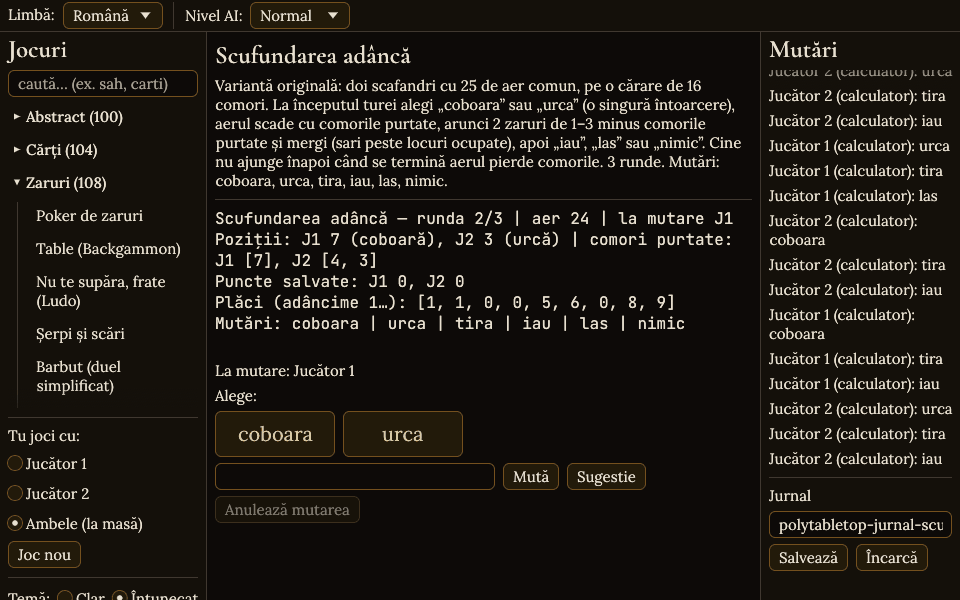 Limbă: Română ▼ Nivel AI: Normal ▼
Jocuri
caută… (ex. sah, carti)
▸ Abstract (100)
▸ Cărți (104)
▾ Zaruri (108)
Poker de zaruri
Table (Backgammon)
Nu te supăra, frate
(Ludo)
Șerpi și scări
Barbut (duel
simplificat)
Tu joci cu:
Jucător 1
Jucător 2
Ambele (la masă)
Joc nou
Temă: Clar Întunecat
Scufundarea adâncă
Variantă originală: doi scafandri cu 25 de aer comun, pe o cărare de 16
comori. La începutul turei alegi „coboara” sau „urca” (o singură întoarcere),
aerul scade cu comorile purtate, arunci 2 zaruri de 1–3 minus comorile
purtate și mergi (sari peste locuri ocupate), apoi „iau”, „las” sau „nimic”. Cine
nu ajunge înapoi când se termină aerul pierde comorile. 3 runde. Mutări:
coboara, urca, tira, iau, las, nimic.
Scufundarea adâncă — runda 2/3 | aer 24 | la mutare J1
Poziții: J1 7 (coboară), J2 3 (urcă) | comori purtate:
J1 [7], J2 [4, 3]
Puncte salvate: J1 0, J2 0
Plăci (adâncime 1…): [1, 1, 0, 0, 5, 6, 0, 8, 9]
Mutări: coboara | urca | tira | iau | las | nimic
La mutare: Jucător 1
Alege:
coboara urca
Mută Sugestie
Anulează mutarea
Mutări
Jucător 2 (calculator): urca
Jucător 2 (calculator): tira
Jucător 2 (calculator): iau
Jucător 1 (calculator): urca
Jucător 1 (calculator): tira
Jucător 1 (calculator): las
Jucător 2 (calculator):
coboara
Jucător 2 (calculator): tira
Jucător 2 (calculator): iau
Jucător 1 (calculator):
coboara
Jucător 1 (calculator): tira
Jucător 1 (calculator): iau
Jucător 2 (calculator): urca
Jucător 2 (calculator): tira
Jucător 2 (calculator): iau
Jurnal
polytabletop-jurnal-scu
Salvează Încarcă